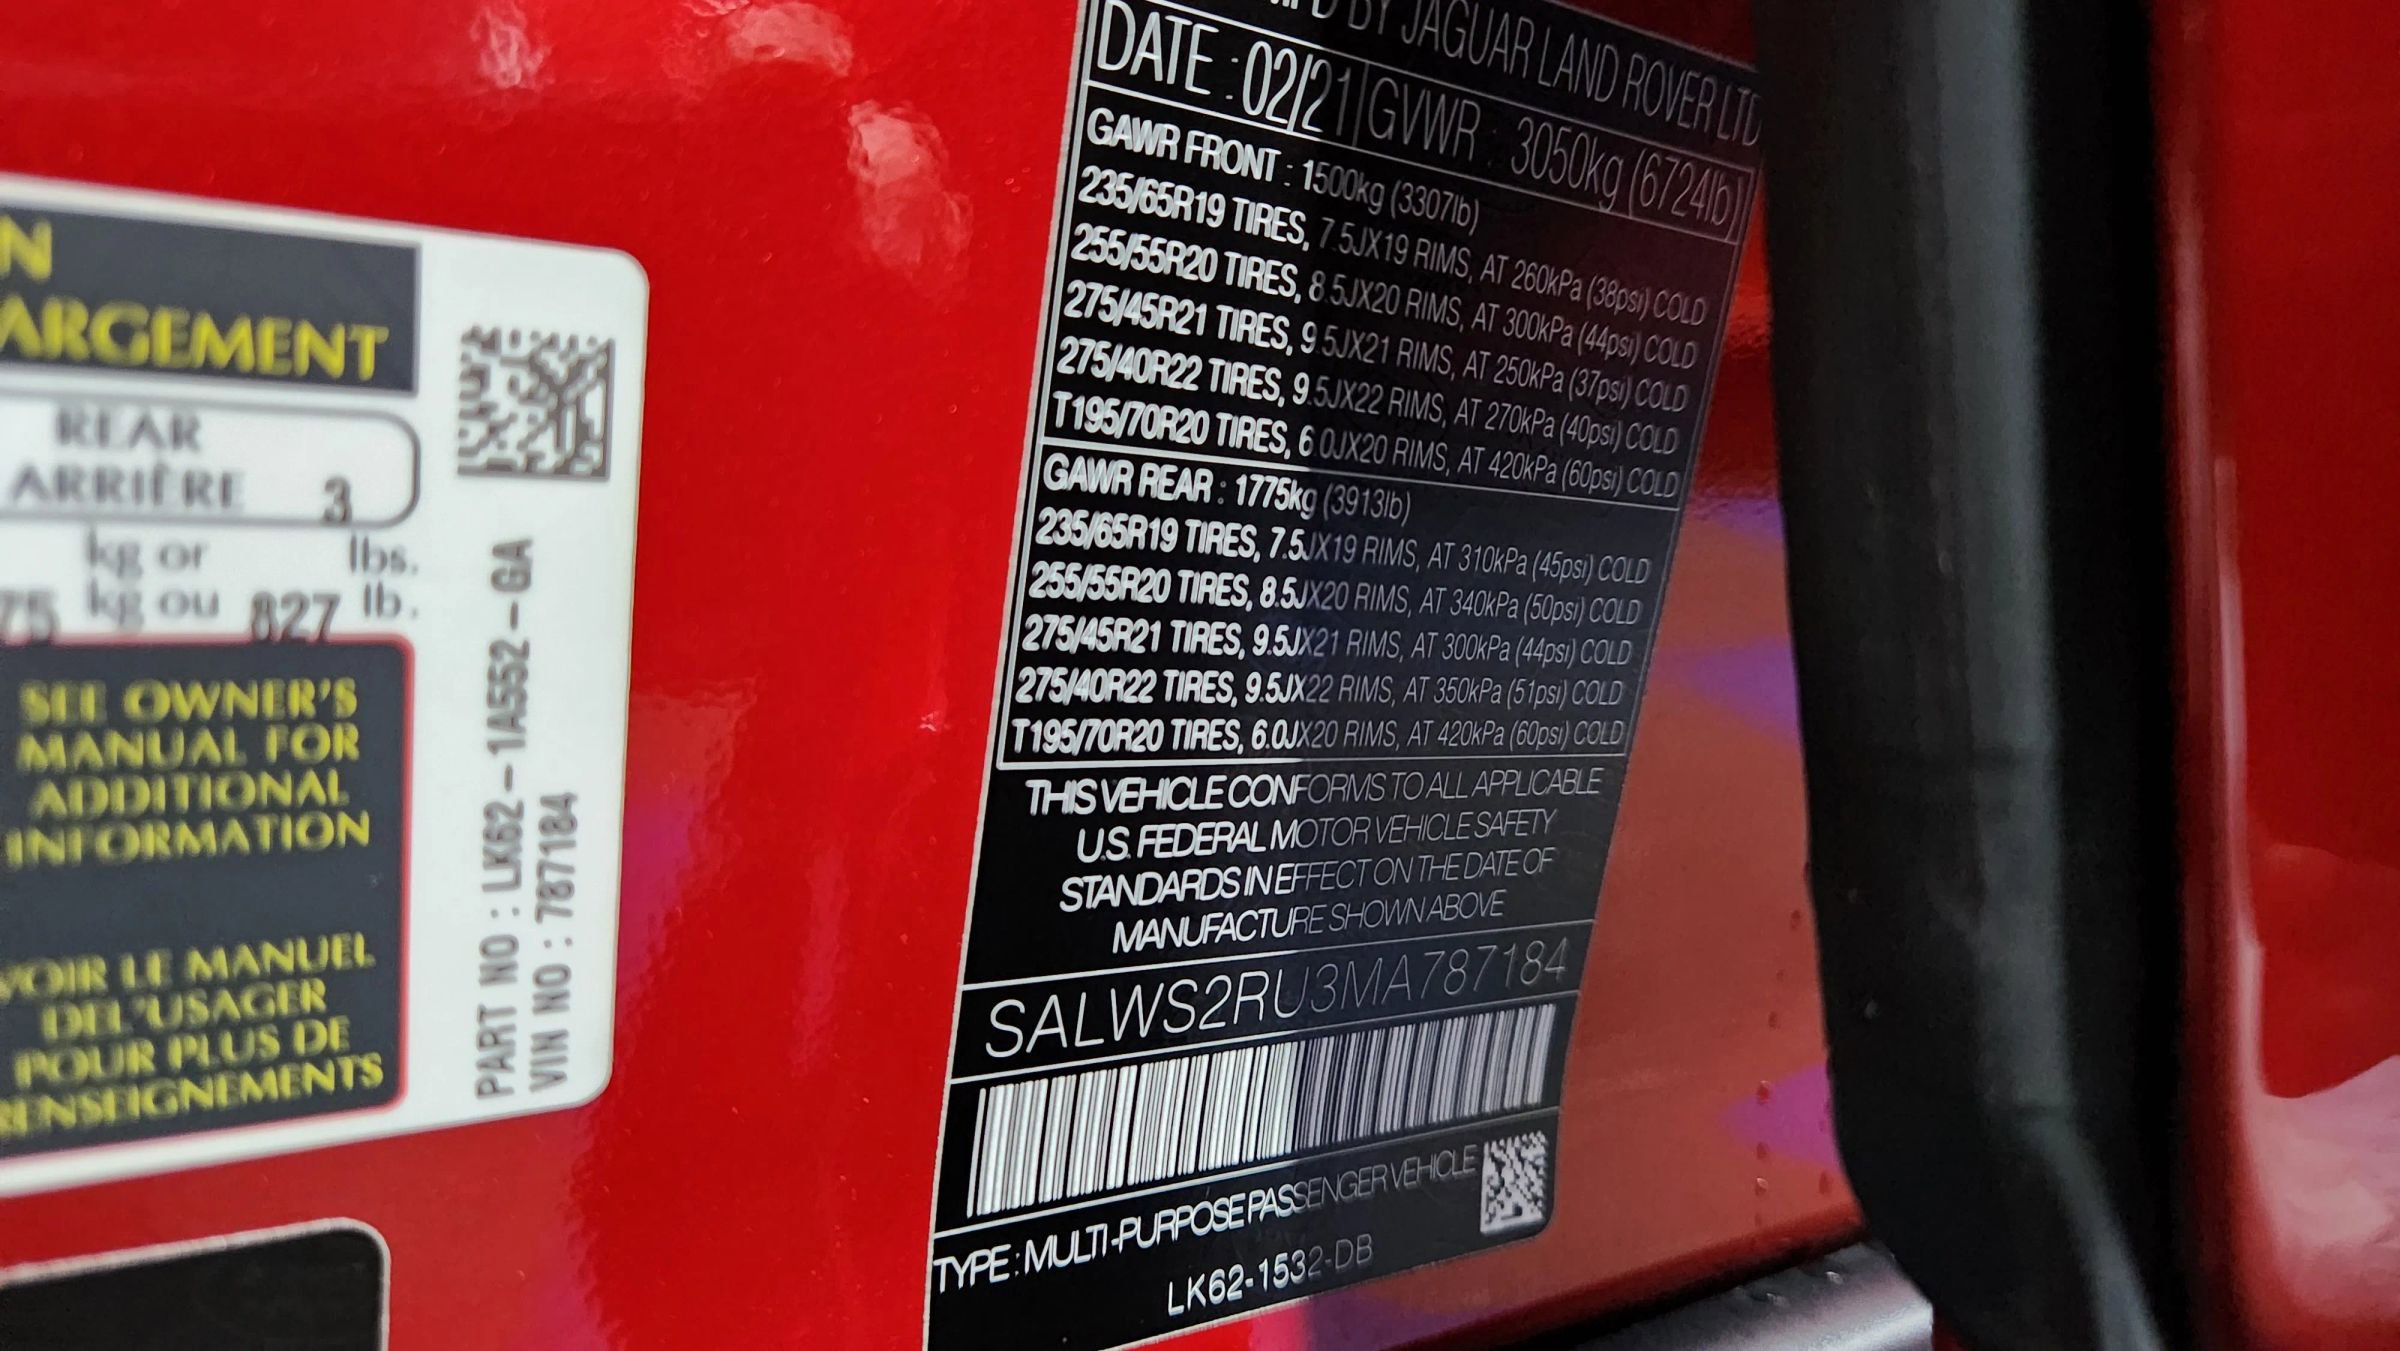 N
ARGEMENT
REAR
ARRIÈRE 3
kg or lbs.
75 kg ou 827 lb.
SEE OWNER'S
MANUAL FOR
ADDITIONAL
INFORMATION
VOIR LE MANUEL
DEL'USAGER
POUR PLUS DE
RENSEIGNEMENTS
PART NO : LK62-1A552-GA
VIN NO : 787184
BY JAGUAR LAND ROVER LTD
DATE : 02/21 GVWR : 3050kg (6724lb)
GAWR FRONT : 1500kg (3307lb)
235/65R19 TIRES, 7.5JX19 RIMS, AT 260kPa (38psi) COLD
255/55R20 TIRES, 8.5JX20 RIMS, AT 300kPa (44psi) COLD
275/45R21 TIRES, 9.5JX21 RIMS, AT 250kPa (37psi) COLD
275/40R22 TIRES, 9.5JX22 RIMS, AT 270kPa (40psi) COLD
T195/70R20 TIRES, 6.0JX20 RIMS, AT 420kPa (60psi) COLD
GAWR REAR : 1775kg (3913lb)
235/65R19 TIRES, 7.5JX19 RIMS, AT 310kPa (45psi) COLD
255/55R20 TIRES, 8.5JX20 RIMS, AT 340kPa (50psi) COLD
275/45R21 TIRES, 9.5JX21 RIMS, AT 300kPa (44psi) COLD
275/40R22 TIRES, 9.5JX22 RIMS, AT 350kPa (51psi) COLD
T195/70R20 TIRES, 6.0JX20 RIMS, AT 420kPa (60psi) COLD
THIS VEHICLE CONFORMS TO ALL APPLICABLE
U.S. FEDERAL MOTOR VEHICLE SAFETY
STANDARDS IN EFFECT ON THE DATE OF
MANUFACTURE SHOWN ABOVE
SALWS2RU3MA787184
TYPE : MULTI-PURPOSE PASSENGER VEHICLE
LK62-1532-DB